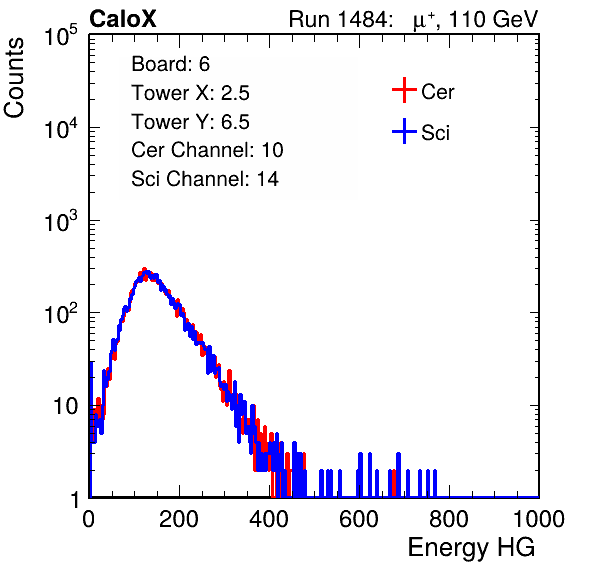 CaloX Run 1484: μ⁺, 110 GeV
Counts
10⁵
10⁴
10³
10²
10
1
Board: 6
Tower X: 2.5
Tower Y: 6.5
Cer Channel: 10
Sci Channel: 14
Cer
Sci
0 200 400 600 800 1000
Energy HG